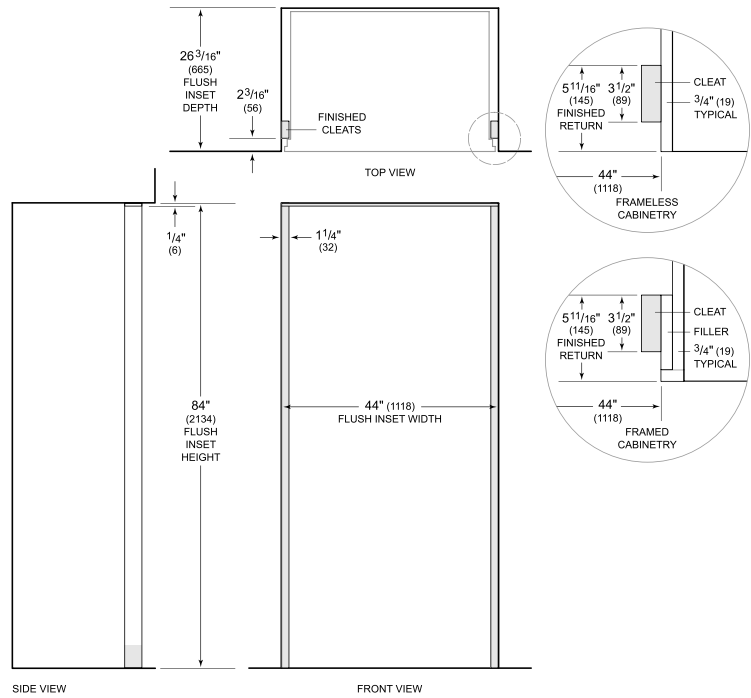 26 3/16"
(665)
FLUSH
INSET
DEPTH
2 3/16"
(56)
FINISHED
CLEATS
TOP VIEW
5 11/16"
(145)
FINISHED
RETURN
3 1/2"
(89)
CLEAT
3/4" (19)
TYPICAL
44"
(1118)
FRAMELESS
CABINETRY
1/4"
(6)
1 1/4"
(32)
5 11/16"
(145)
FINISHED
RETURN
3 1/2"
(89)
CLEAT
FILLER
3/4" (19)
TYPICAL
44"
(1118)
FRAMED
CABINETRY
84"
(2134)
FLUSH
INSET
HEIGHT
44" (1118)
FLUSH INSET WIDTH
SIDE VIEW
FRONT VIEW